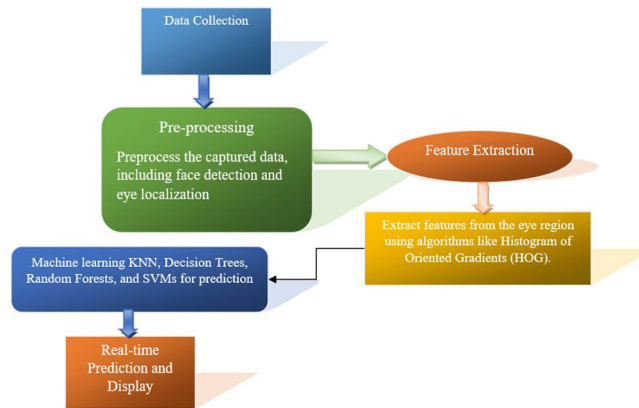 Data Collection
Pre-processing
Preprocess the captured data,
including face detection and
eye localization
Feature Extraction
Extract features from the eye region
using algorithms like Histogram of
Oriented Gradients (HOG).
Machine learning KNN, Decision Trees,
Random Forests, and SVMs for prediction
Real-time
Prediction and
Display